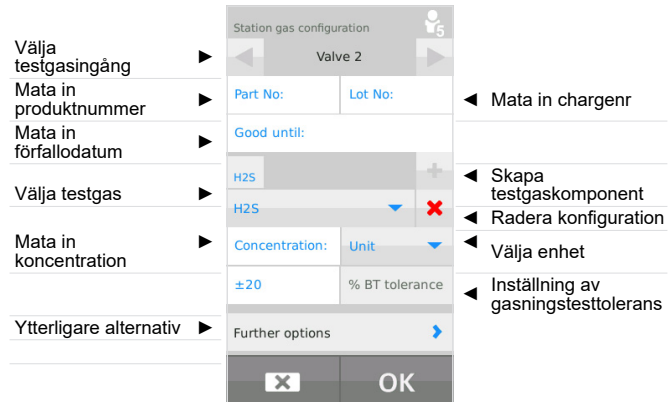 Station gas configuration
5
Välja
testgasingång
Valve 2
Mata in
produktnummer
Part No:
Lot No:
Mata in chargenr
Mata in
förfallodatum
Good until:
H2S
Skapa
testgaskomponent
Välja testgas
H2S
Radera konfiguration
Mata in
koncentration
Concentration:
Unit
Välja enhet
±20
% BT tolerance
Inställning av
gasningstesttolerans
Ytterligare alternativ
Further options
OK